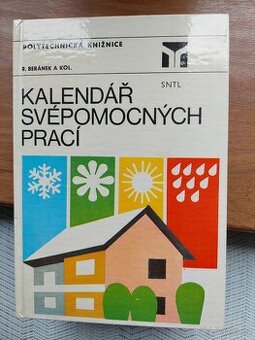 POLYTECHNICKÁ KNIŽNICE
R. BERÁNEK A KOL.
SNTL
KALENDÁŘ
SVÉPOMOCNÝCH
PRACÍ